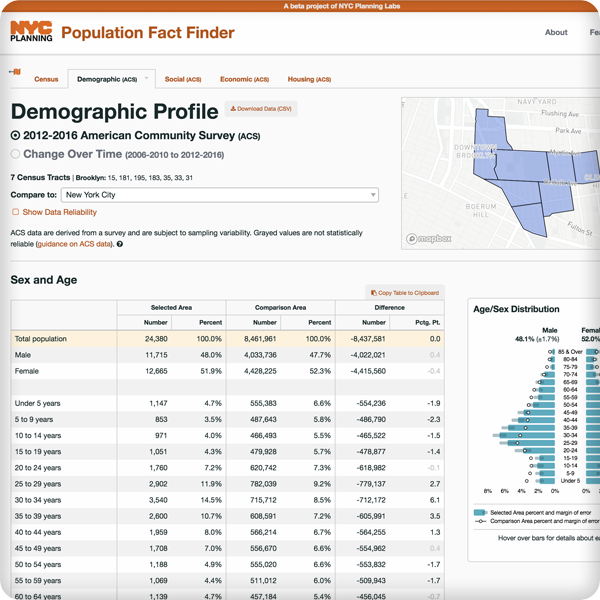 A beta project of NYC Planning Labs
NYC
PLANNING
Population Fact Finder
About
Census
Demographic (ACS)
Social (ACS)
Economic (ACS)
Housing (ACS)
Demographic Profile
Download Data (CSV)
2012-2016 American Community Survey (ACS)
Change Over Time (2006-2010 to 2012-2016)
7 Census Tracts | Brooklyn: 15, 181, 195, 183, 35, 33, 31
Compare to: New York City
Show Data Reliability
ACS data are derived from a survey and are subject to sampling variability. Grayed values are not statistically
reliable (guidance on ACS data).
NAVY YARD
Flushing Ave
Park Ave
DOWNTOWN
BROOKLYN
BOERUM
HILL
Fulton St
mapbox
Sex and Age
Copy Table to Clipboard
Selected Area Comparison Area Difference
Number Percent Number Percent Number Pctg. Pt.
Total population 24,380 100.0% 8,461,961 100.0% -8,437,581 0.0
Male 11,715 48.0% 4,033,736 47.7% -4,022,021 0.4
Female 12,665 51.9% 4,428,225 52.3% -4,415,560 -0.4
Under 5 years 1,147 4.7% 555,383 6.6% -554,236 -1.9
5 to 9 years 853 3.5% 487,643 5.8% -486,790 -2.3
10 to 14 years 971 4.0% 466,493 5.5% -465,522 -1.5
15 to 19 years 1,051 4.3% 479,928 5.7% -478,877 -1.4
20 to 24 years 1,760 7.2% 620,742 7.3% -618,982 -0.1
25 to 29 years 2,902 11.9% 782,039 9.2% -779,137 2.7
30 to 34 years 3,540 14.5% 715,712 8.5% -712,172 6.1
35 to 39 years 2,600 10.7% 608,591 7.2% -605,991 3.5
40 to 44 years 1,959 8.0% 566,214 6.7% -564,255 1.3
45 to 49 years 1,708 7.0% 556,670 6.6% -554,962 0.4
50 to 54 years 1,188 4.9% 555,020 6.6% -553,832 -1.7
55 to 59 years 1,069 4.4% 511,012 6.0% -509,943 -1.7
60 to 64 years 1,139 4.7% 457,184 5.4% -456,045 -0.7
Age/Sex Distribution
Male
48.1% (±1.7%) 52.0%
85 & Over
80-84
75-79
70-74
65-69
60-64
55-59
50-54
45-49
40-44
35-39
30-34
25-29
20-24
15-19
10-14
5-9
Under 5
8% 6% 4% 2% 0% 0% 2%
Selected Area percent and margin of error
Comparison Area percent and margin of error
Hover over bars for details about